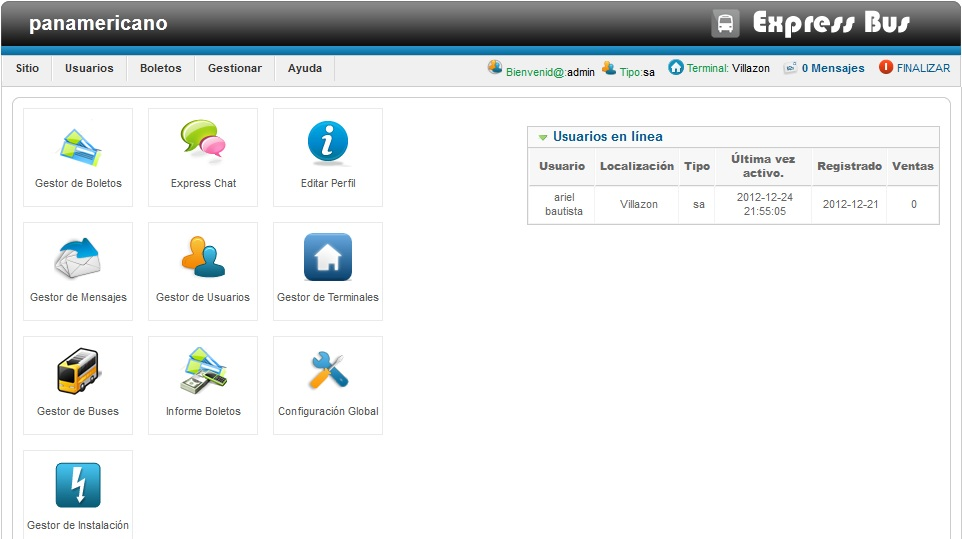 panamericano
Express Bus
Sitio Usuarios Boletos Gestionar Ayuda Bienvenid@:admin Tipo:sa Terminal: Villazon 0 Mensajes FINALIZAR
Gestor de Boletos Express Chat Editar Perfil
Gestor de Mensajes Gestor de Usuarios Gestor de Terminales
Gestor de Buses Informe Boletos Configuración Global
Gestor de Instalación
Usuarios en línea
Usuario Localización Tipo Última vez activo. Registrado Ventas
ariel bautista Villazon sa 2012-12-24 21:55:05 2012-12-21 0